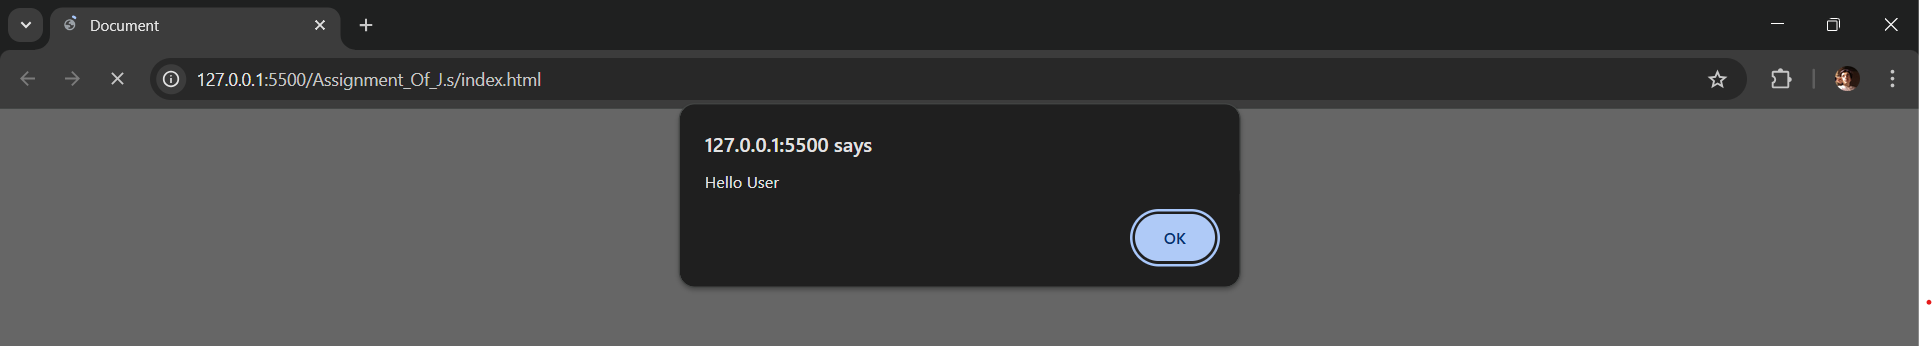 Document
127.0.0.1:5500/Assignment_Of_J.s/index.html
127.0.0.1:5500 says
Hello User
OK